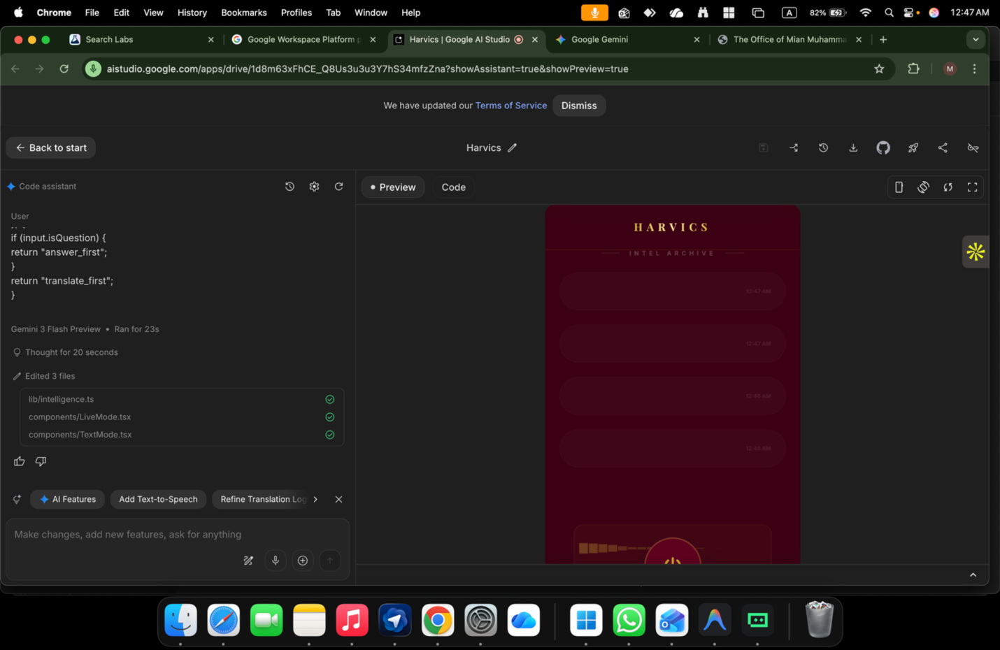 Chrome File Edit View History Bookmarks Profiles Tab Window Help A 82% 12:47 AM
Search Labs
Google Workspace Platform p
Harvics | Google AI Studio
Google Gemini
The Office of Mian Muhamma
aistudio.google.com/apps/drive/1d8m63xFhCE_Q8Us3u3u3Y7hS34mfzZna?showAssistant=true&showPreview=true
M
We have updated our Terms of Service Dismiss
Back to start
Harvics
Code assistant
Preview Code
User
if (input.isQuestion) {
return "answer_first";
}
return "translate_first";
}
Gemini 3 Flash Preview • Ran for 23s
Thought for 20 seconds
Edited 3 files
lib/intelligence.ts
components/LiveMode.tsx
components/TextMode.tsx
AI Features Add Text-to-Speech Refine Translation Log
Make changes, add new features, ask for anything
HARVICS
INTEL ARCHIVE
12:47 AM
12:47 AM
12:46 AM
12:46 AM